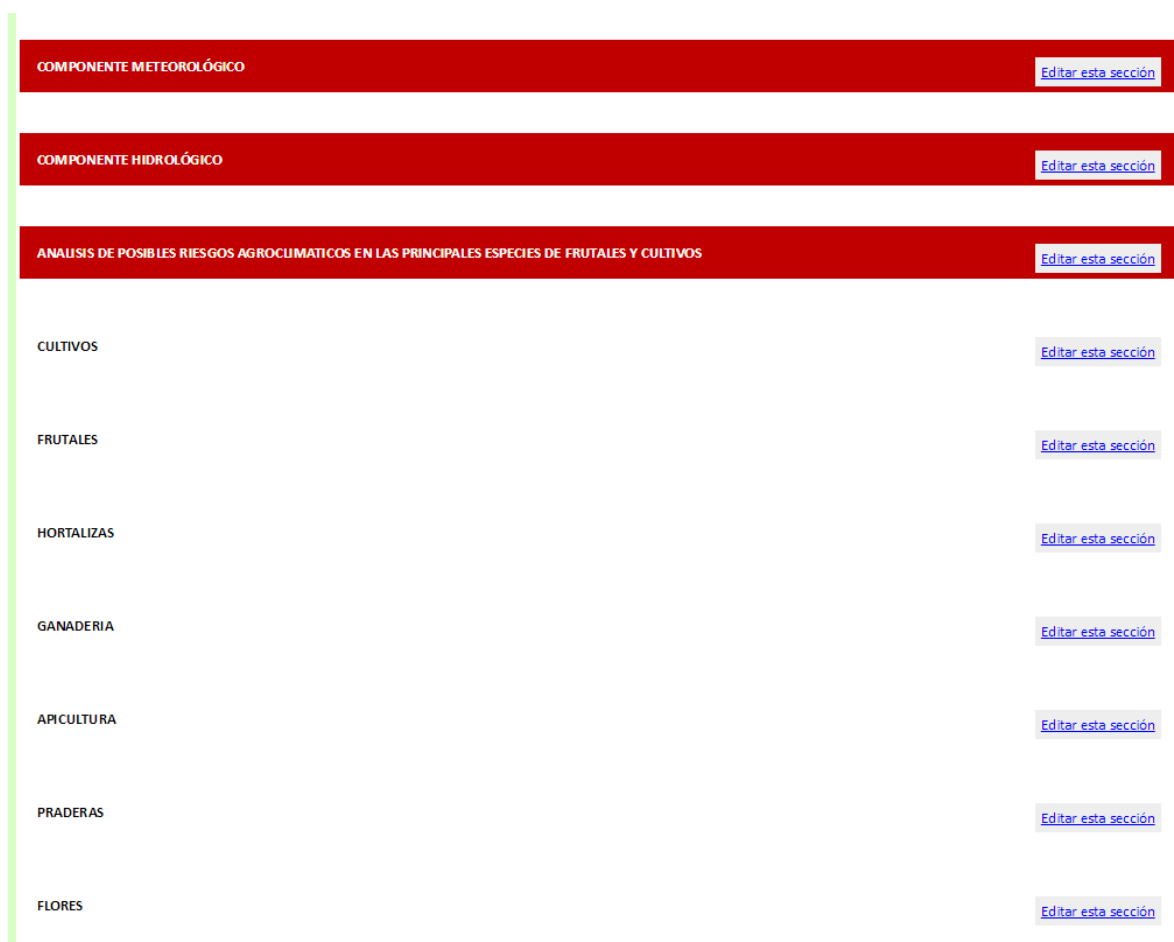 COMPONENTE METEOROLÓGICO
Editar esta sección
COMPONENTE HIDROLÓGICO
Editar esta sección
ANALISIS DE POSIBLES RIESGOS AGROCLIMATICOS EN LAS PRINCIPALES ESPECIES DE FRUTALES Y CULTIVOS
Editar esta sección
CULTIVOS
Editar esta sección
FRUTALES
Editar esta sección
HORTALIZAS
Editar esta sección
GANADERIA
Editar esta sección
APICULTURA
Editar esta sección
PRADERAS
Editar esta sección
FLORES
Editar esta sección